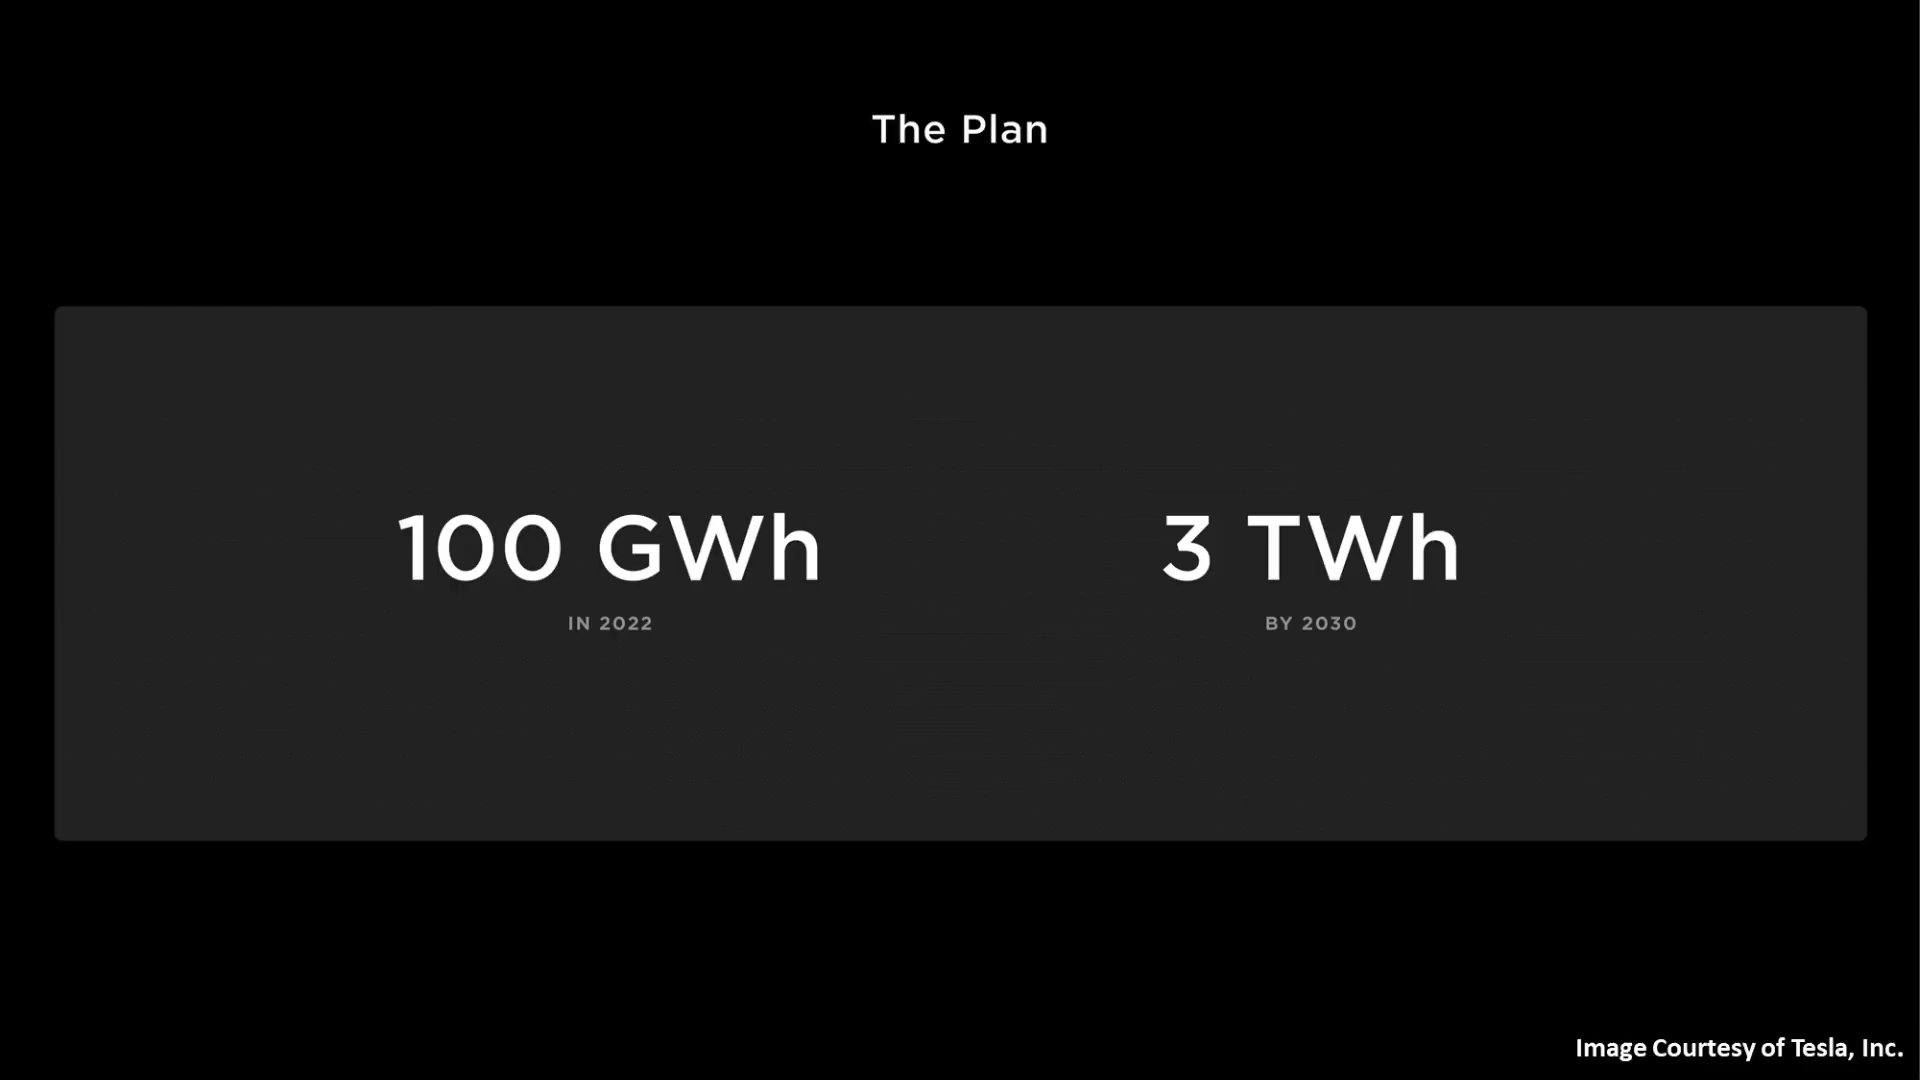 The Plan
100 GWh
IN 2022
3 TWh
BY 2030
Image Courtesy of Tesla, Inc.